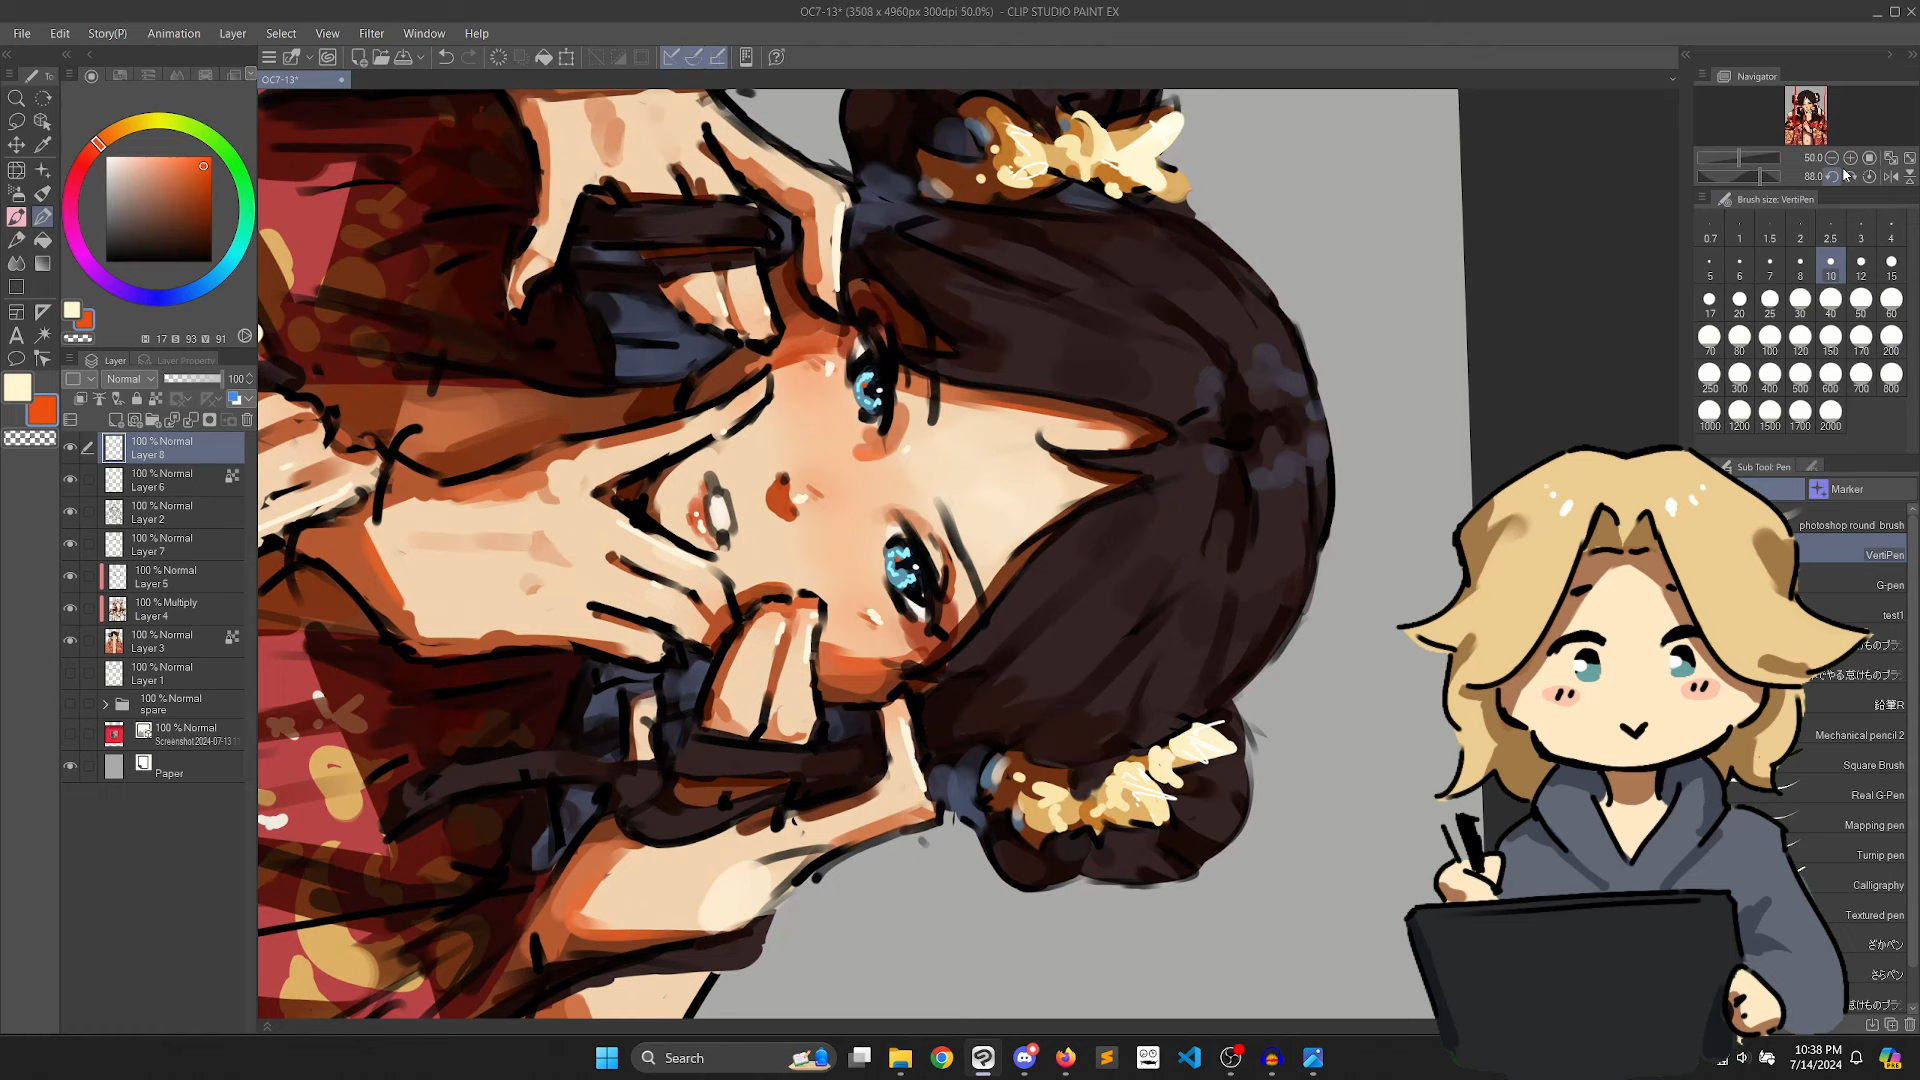 OC7-13* (3508 x 4960px 300dpi 50.0%) - CLIP STUDIO PAINT EX
File Edit Story(P) Animation Layer Select View Filter Window Help
OC7-13*
Navigator
50.0
88.0
Brush size: VertiPen
0.7 1 1.5 2 2.5 3 4
5 6 7 8 10 12 15
17 20 25 30 40 50 60
70 80 100 120 150 170 200
250 300 400 500 600 700 800
1000 1200 1500 1700 2000
Sub Tool: Pen
Marker
photoshop round brush
VertiPen
G-pen
test1
鉛筆R
Mechanical pencil 2
Square Brush
Real G-Pen
Mapping pen
Turnip pen
Calligraphy
Textured pen
ざかペン
さらペン
H 17 S 93 V 91
Layer Layer Property
Normal 100
100 % Normal
Layer 8
100 % Normal
Layer 6
100 % Normal
Layer 2
100 % Normal
Layer 7
100 % Normal
Layer 5
100 % Multiply
Layer 4
100 % Normal
Layer 3
100 % Normal
Layer 1
100 % Normal
spare
100 % Normal
Screenshot 2024-07-13 11
Paper
Search
10:38 PM
7/14/2024